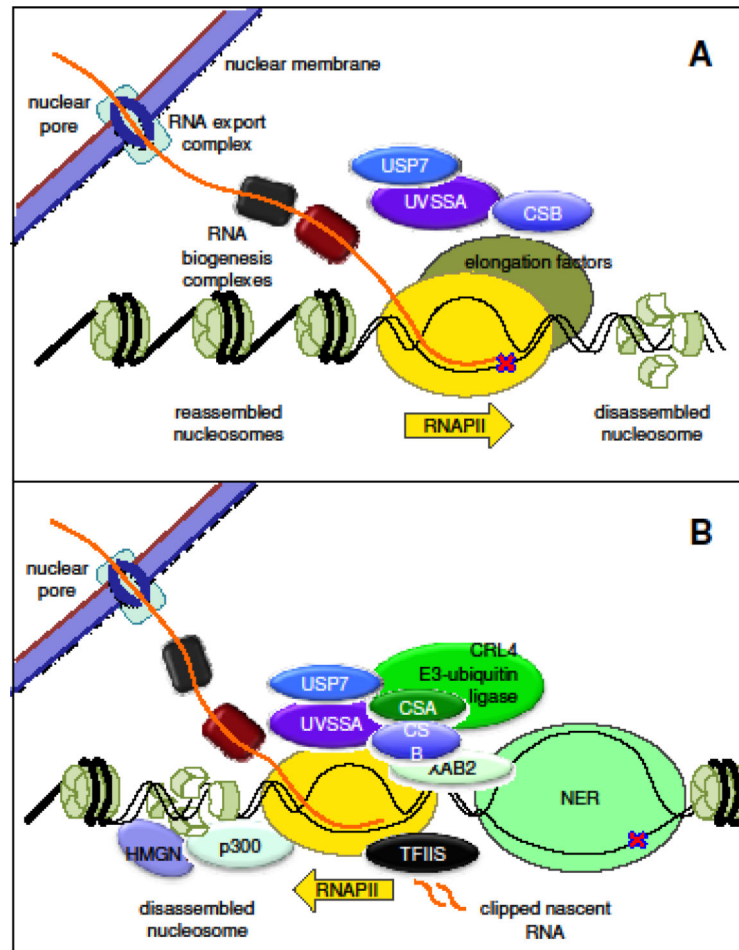 A
nuclear membrane
nuclear
pore
RNA export
complex
USP7
UVSSA
CSB
RNA
biogenesis
complexes
elongation factors
reassembled
nucleosomes
RNAPII
disassembled
nucleosome
B
nuclear
pore
CRL4
E3-ubiquitin
ligase
USP7
CSA
UVSSA
CS
B
XAB2
NER
HMGN
p300
TFIIS
RNAPII
disassembled
nucleosome
clipped nascent
RNA